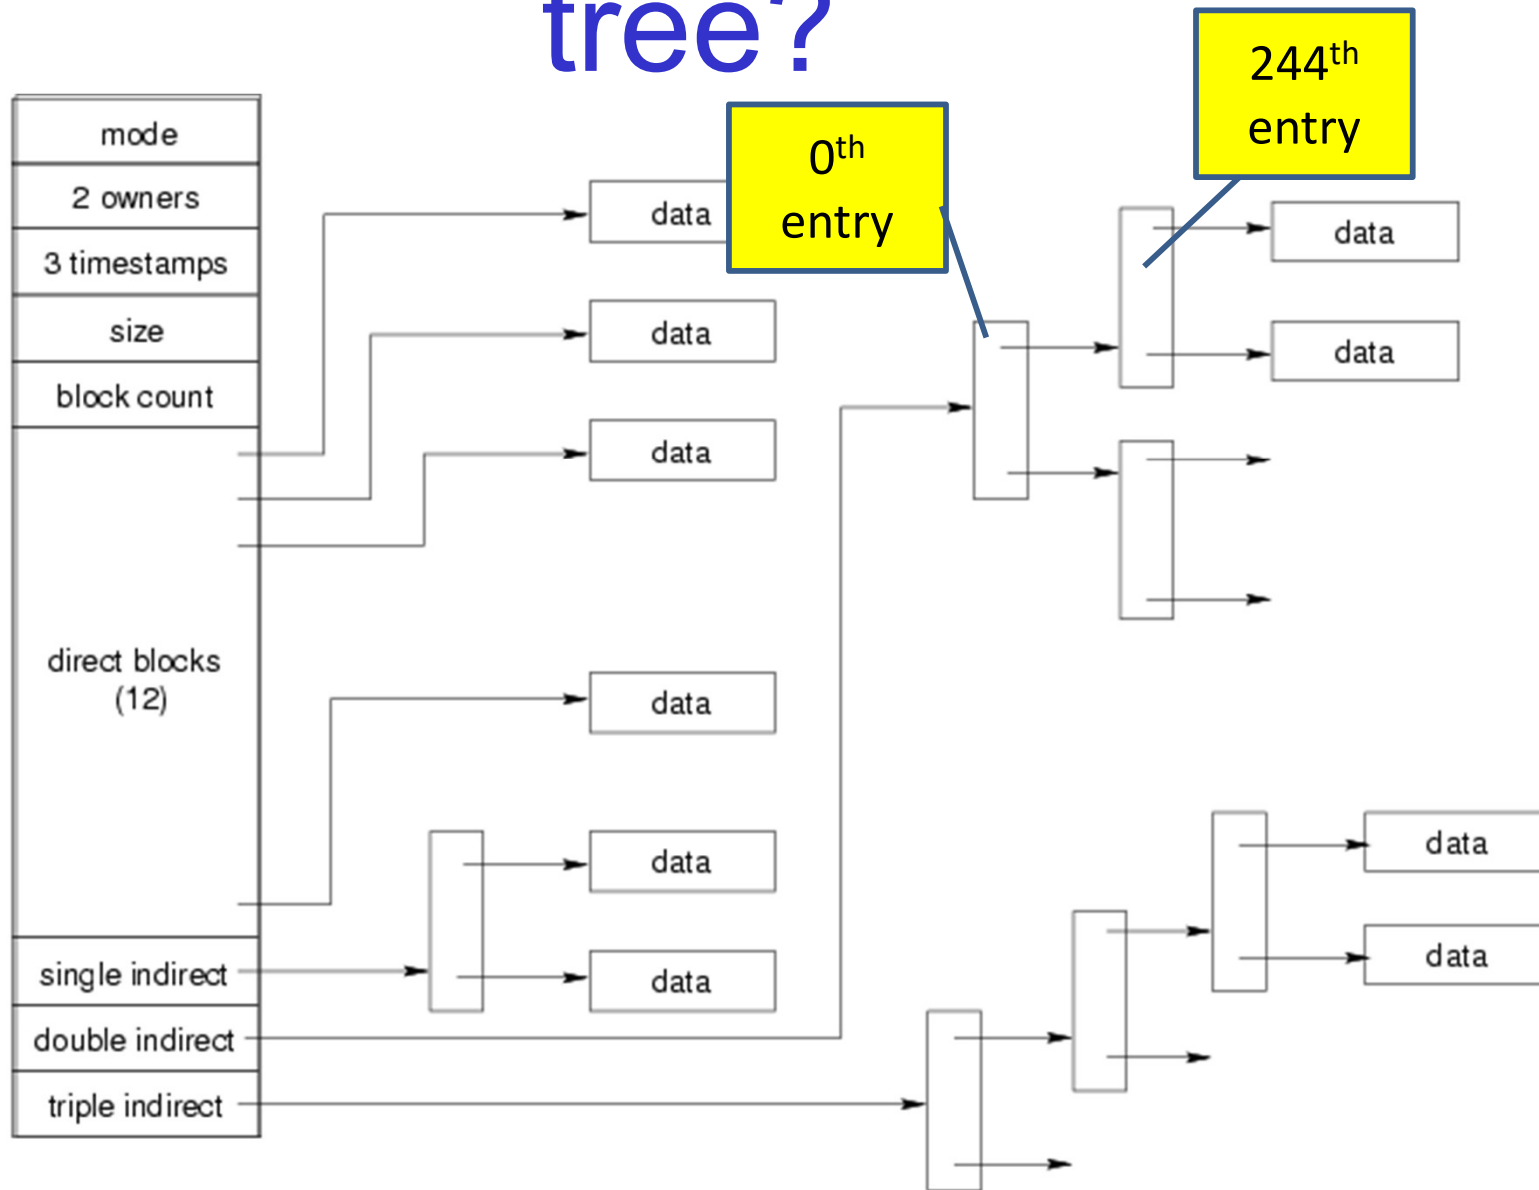 tree?
mode
2 owners
3 timestamps
size
block count
direct blocks
(12)
single indirect
double indirect
triple indirect
data
data
data
data
data
data
0th
entry
244th
entry
data
data
data
data